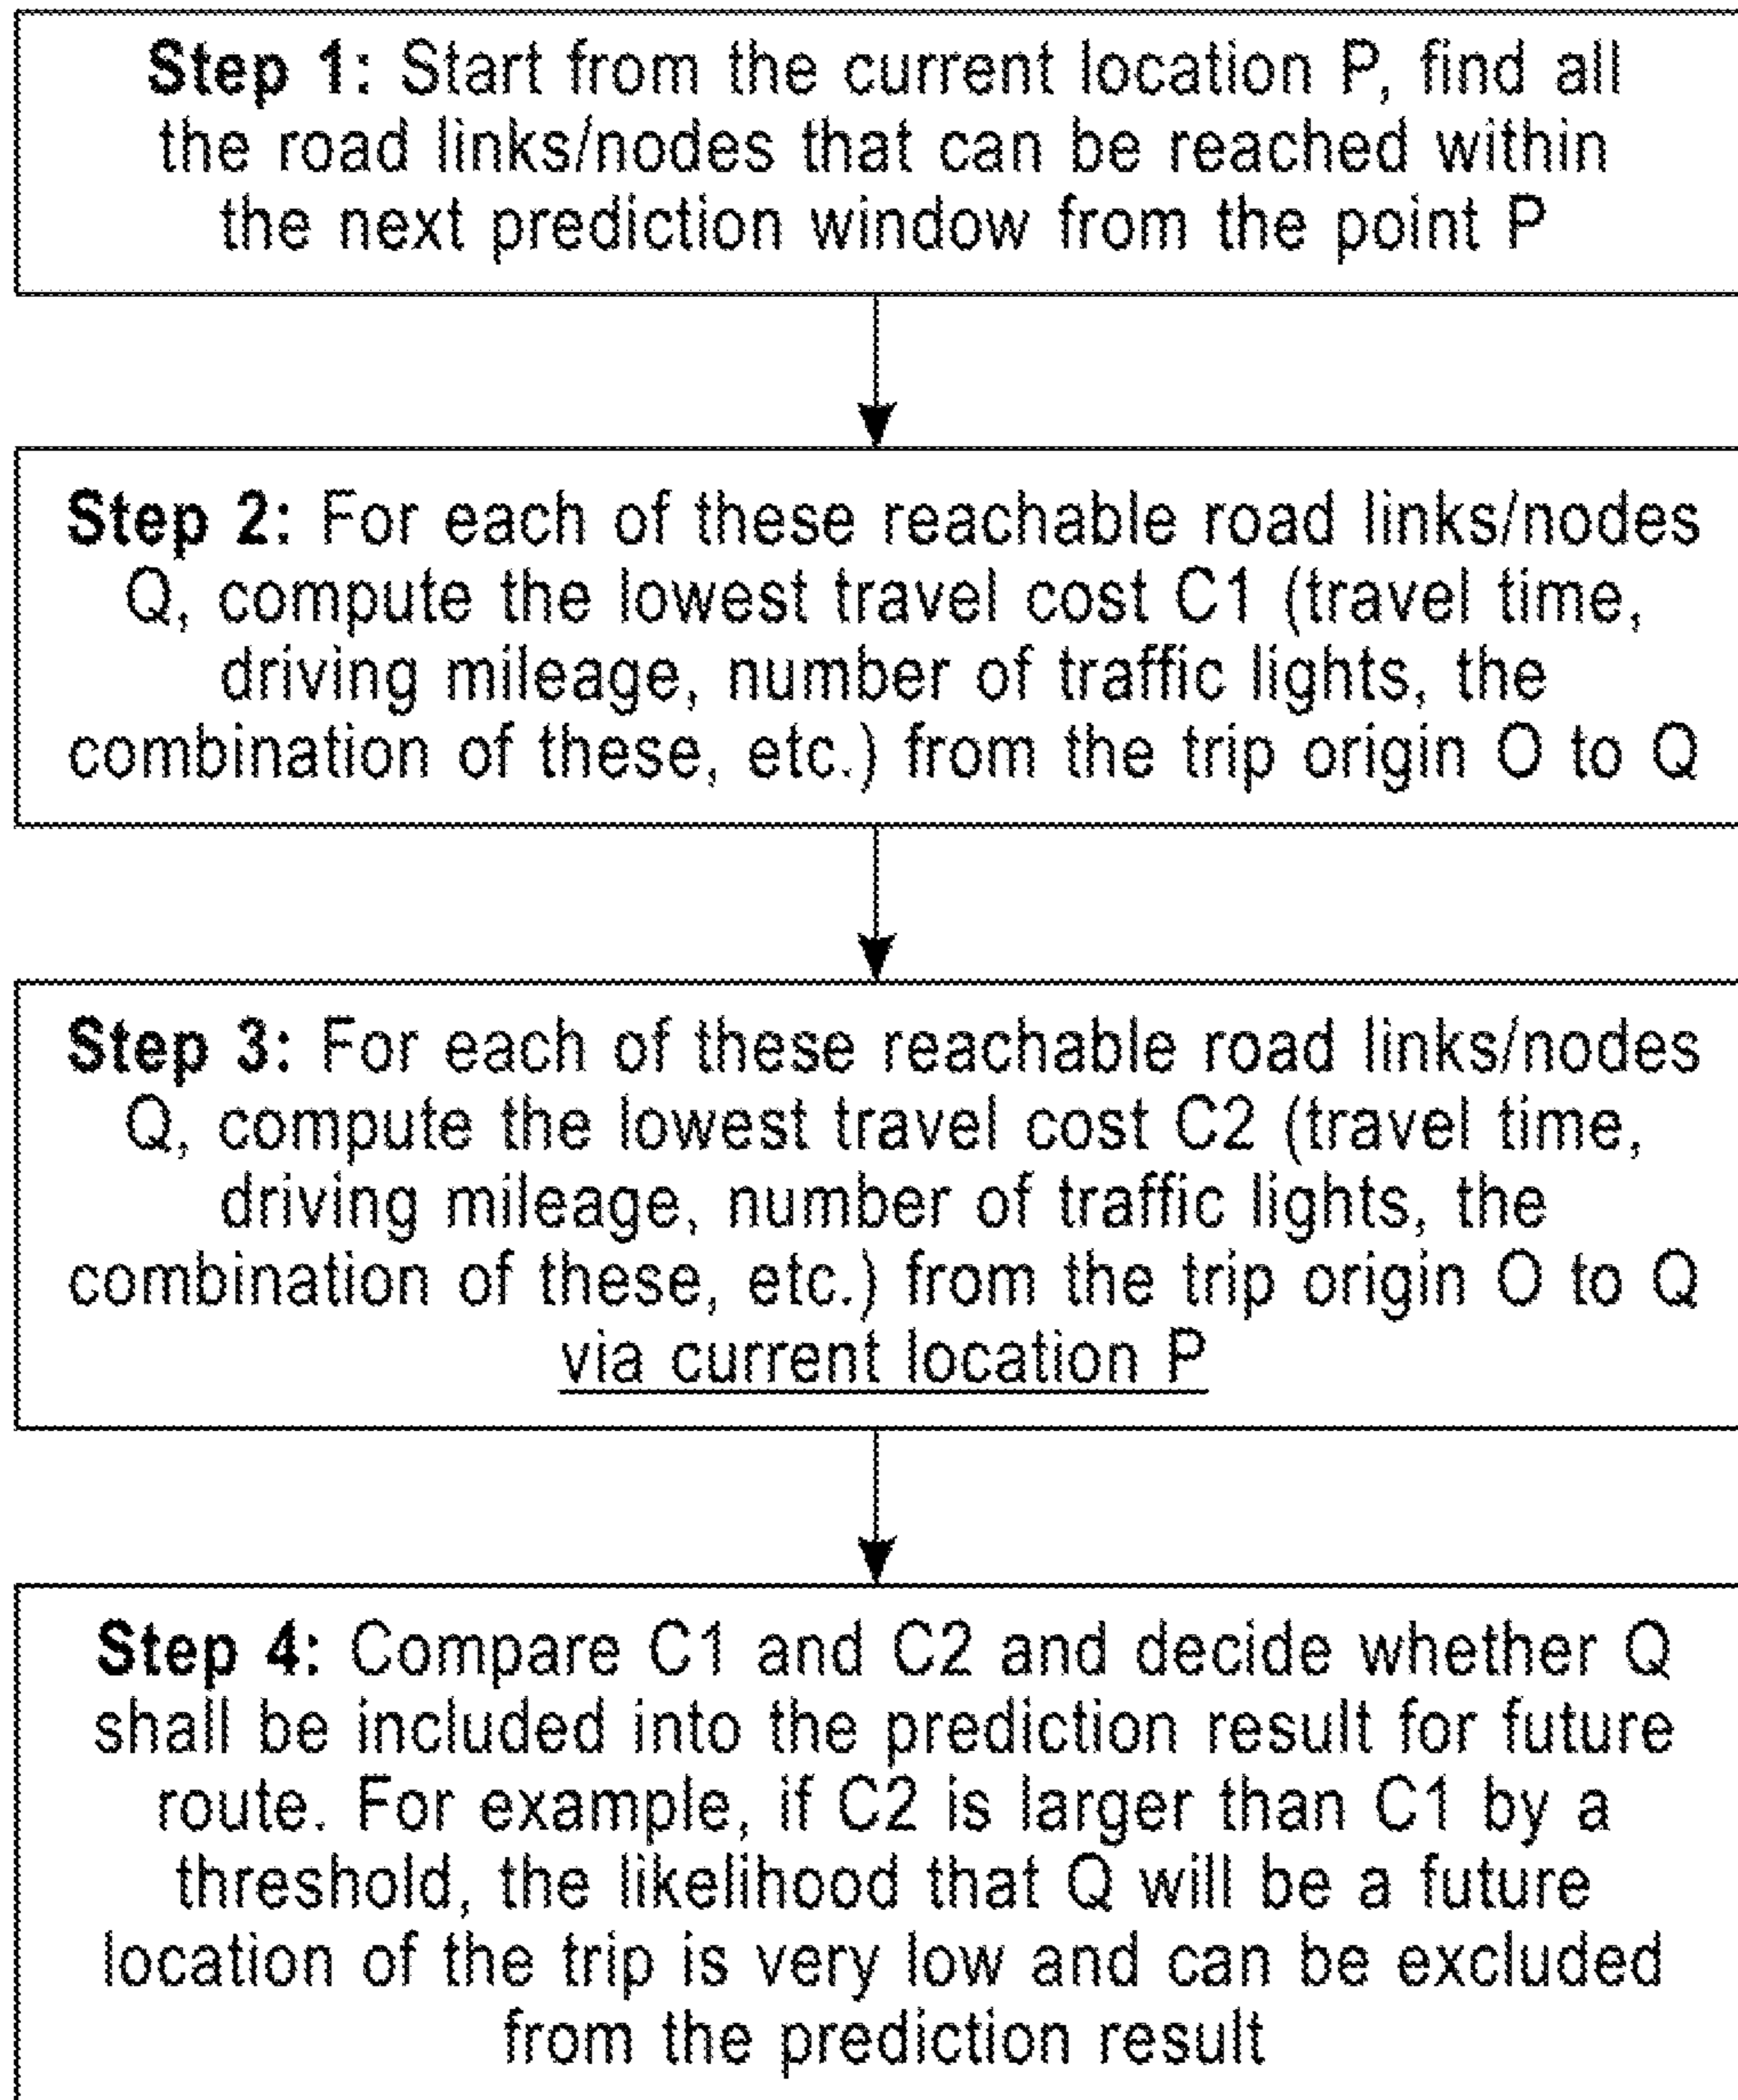 Step 1: Start from the current location P, find all
the road links/nodes that can be reached within
the next prediction window from the point P
Step 2: For each of these reachable road links/nodes
Q, compute the lowest travel cost C1 (travel time,
driving mileage, number of traffic lights, the
combination of these, etc.) from the trip origin O to Q
Step 3: For each of these reachable road links/nodes
Q, compute the lowest travel cost C2 (travel time,
driving mileage, number of traffic lights, the
combination of these, etc.) from the trip origin O to Q
via current location P
Step 4: Compare C1 and C2 and decide whether Q
shall be included into the prediction result for future
route. For example, if C2 is larger than C1 by a
threshold, the likelihood that Q will be a future
location of the trip is very low and can be excluded
from the prediction result